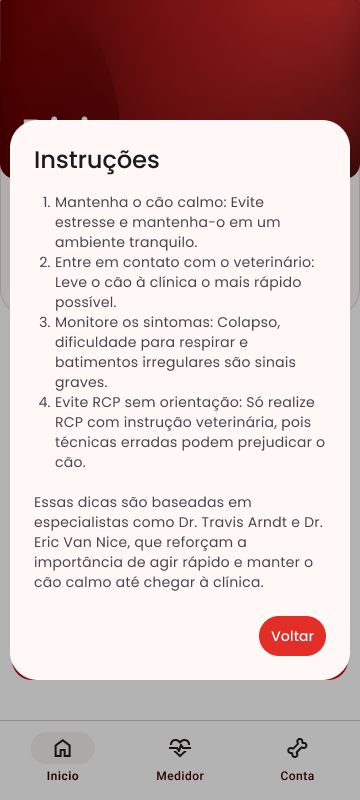 Instruções
1. Mantenha o cão calmo: Evite
estresse e mantenha-o em um
ambiente tranquilo.
2. Entre em contato com o veterinário:
Leve o cão à clínica o mais rápido
possível.
3. Monitore os sintomas: Colapso,
dificuldade para respirar e
batimentos irregulares são sinais
graves.
4. Evite RCP sem orientação: Só realize
RCP com instrução veterinária, pois
técnicas erradas podem prejudicar o
cão.
Essas dicas são baseadas em
especialistas como Dr. Travis Arndt e Dr.
Eric Van Nice, que reforçam a
importância de agir rápido e manter o
cão calmo até chegar à clínica.
Voltar
Inicio
Medidor
Conta